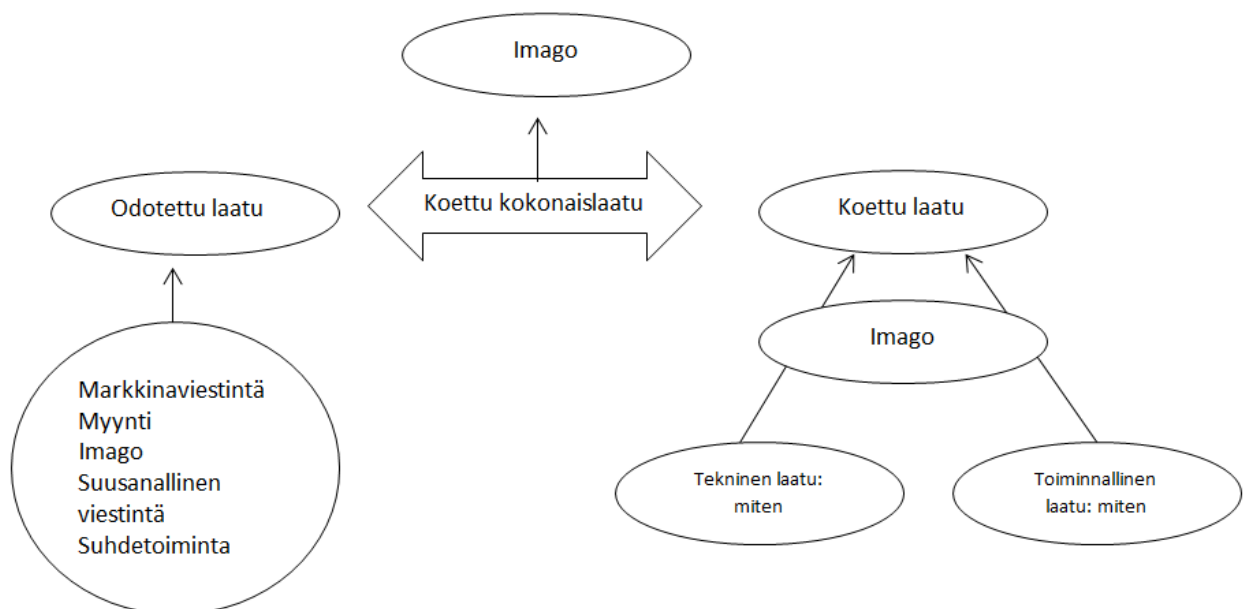 Imago
Odotettu laatu
Koettu kokonaislaatu
Koettu laatu
Imago
Markkinaviestintä
Myynti
Imago
Suusanallinen
viestintä
Suhdetoiminta
Tekninen laatu:
miten
Toiminnallinen
laatu: miten